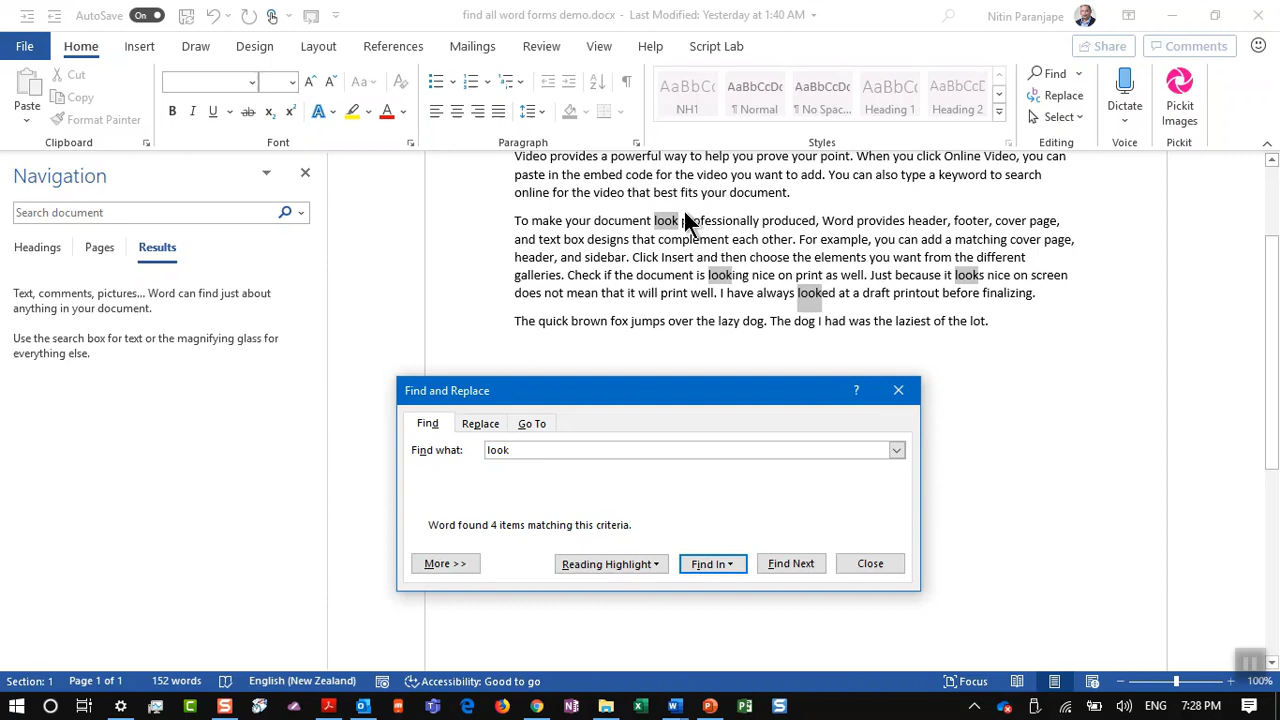 AutoSave On
find all word forms demo.docx - Last Modified: Yesterday at 1:40 AM
Nitin Paranjape
File Home Insert Draw Design Layout References Mailings Review View Help Script Lab
Share Comments
Paste
Cut
Copy
Format Painter
Clipboard
Aa
B I U ab x₂ x² A A
Font
Paragraph
AaBbC NH1
AaBbCcDc ¶ Normal
AaBbCcDc ¶ No Spac...
AaBbC Heading 1
AaBbCcD Heading 2
Styles
Find
Replace
Select
Editing
Dictate
Voice
Pickit Images
Pickit
Navigation
Search document
Headings Pages Results
Text, comments, pictures... Word can find just about
anything in your document.
Use the search box for text or the magnifying glass for
everything else.
Video provides a powerful way to help you prove your point. When you click Online Video, you can
paste in the embed code for the video you want to add. You can also type a keyword to search
online for the video that best fits your document.
To make your document look professionally produced, Word provides header, footer, cover page,
and text box designs that complement each other. For example, you can add a matching cover page,
header, and sidebar. Click Insert and then choose the elements you want from the different
galleries. Check if the document is looking nice on print as well. Just because it looks nice on screen
does not mean that it will print well. I have always looked at a draft printout before finalizing.
The quick brown fox jumps over the lazy dog. The dog I had was the laziest of the lot.
Find and Replace
? 
Find Replace Go To
Find what: look
Word found 4 items matching this criteria.
More >> Reading Highlight Find In Find Next Close
Section: 1 Page 1 of 1 152 words English (New Zealand) Accessibility: Good to go Focus 100%
ENG 7:28 PM